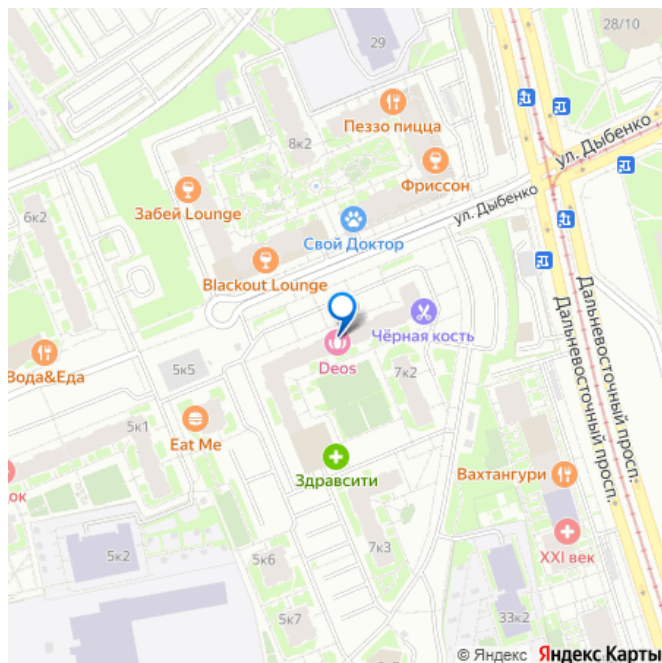 28/10
29
Пеззо пицца
8к2
ул. Дыбенко
Фриссон
6к2
Забей Lounge
ул. Дыбенко
Свой Доктор
Blackout Lounge
Чёрная кость
Вода&Еда
5к5
Deos
7к2
Дальневосточный просп.
Дальневосточный просп.
5к1
Eat Me
Здравсити
Вахтангури
док
5к2
5к6
7к3
XXI век
5к7
33к2
© Яндекс Яндекс Карты